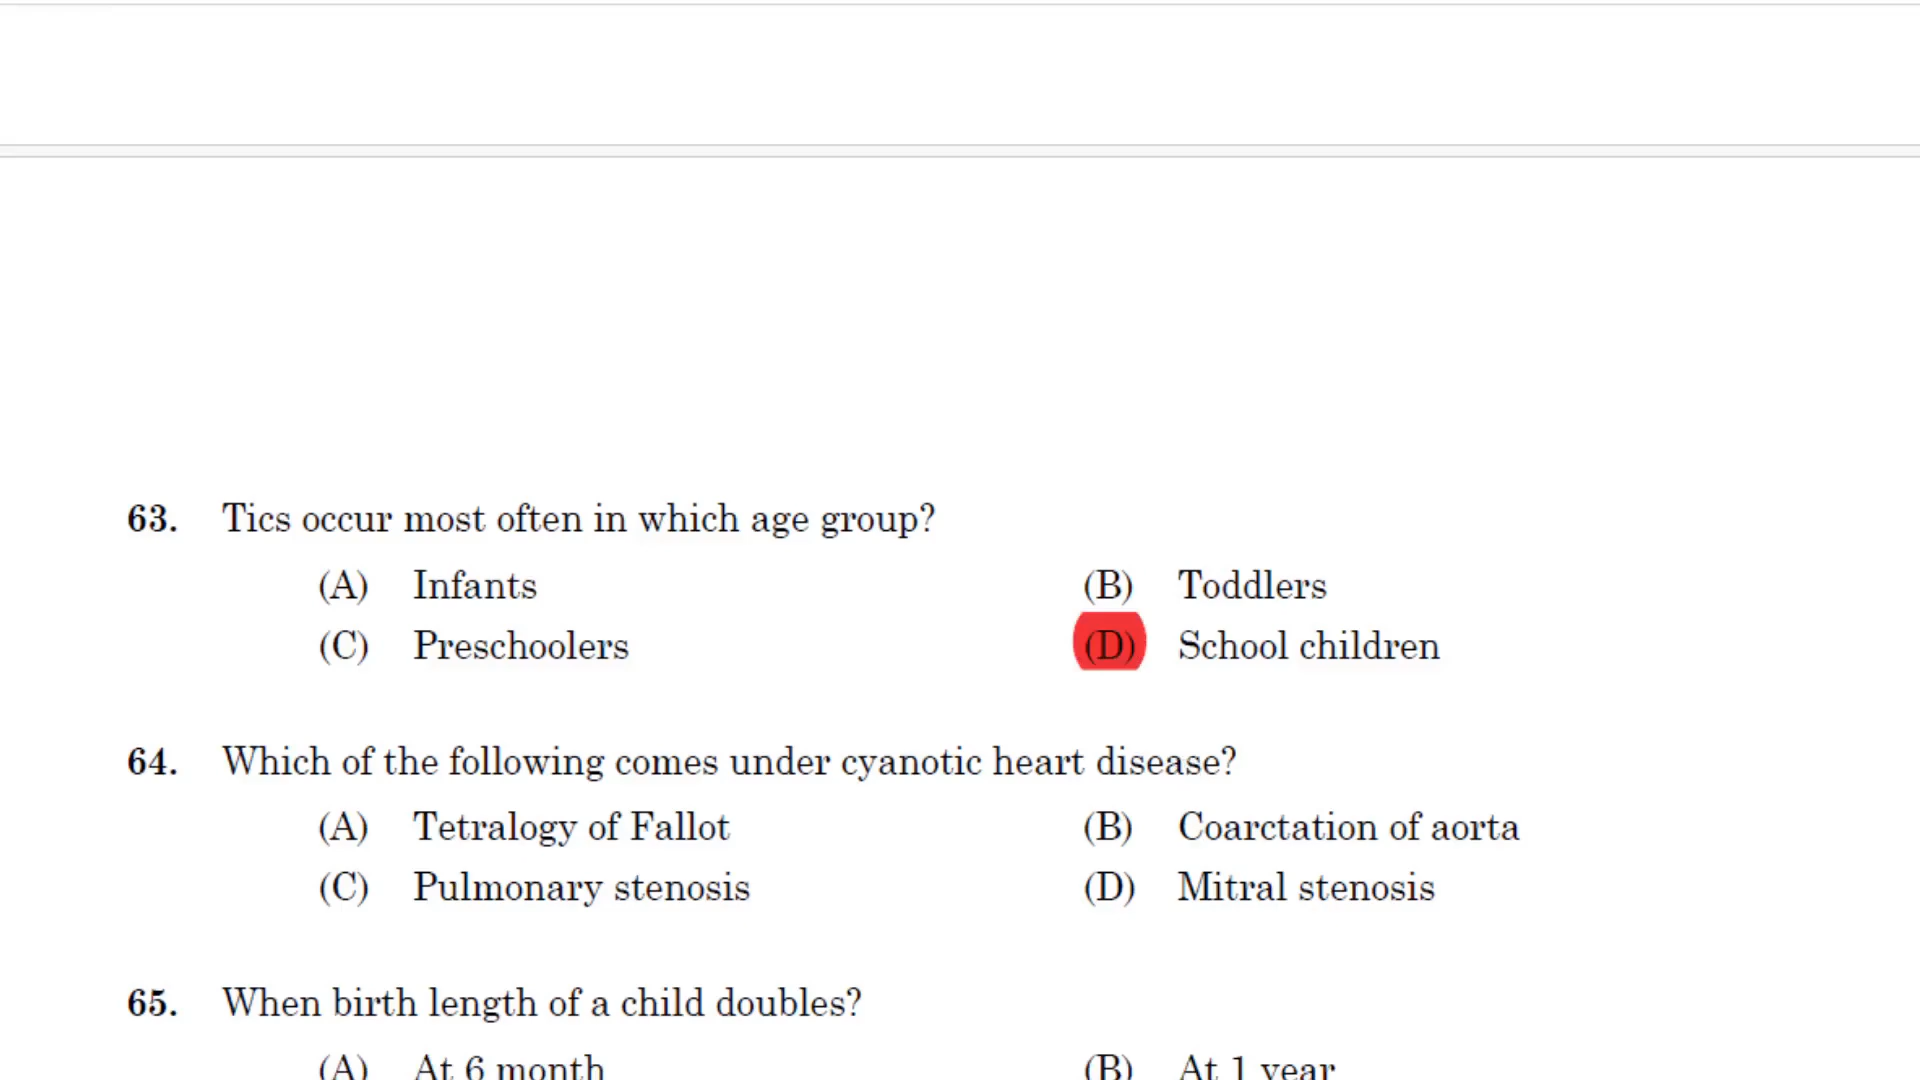 63. Tics occur most often in which age group?
(A) Infants (B) Toddlers
(C) Preschoolers (D) School children
64. Which of the following comes under cyanotic heart disease?
(A) Tetralogy of Fallot (B) Coarctation of aorta
(C) Pulmonary stenosis (D) Mitral stenosis
65. When birth length of a child doubles?
(A) At 6 month (B) At 1 year